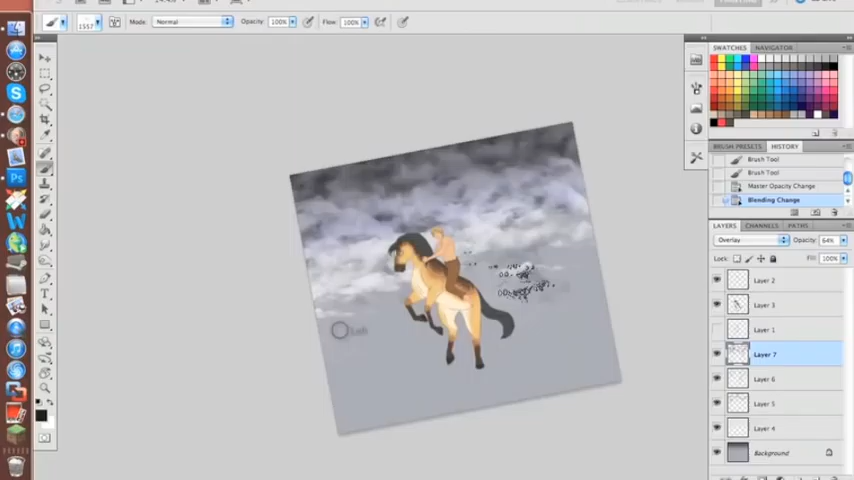 1557 Mode: Normal Opacity: 100% Flow: 100%
SWATCHES NAVIGATOR
BRUSH PRESETS HISTORY
Brush Tool
Brush Tool
Master Opacity Change
Blending Change
LAYERS CHANNELS PATHS
Overlay Opacity: 64%
Lock: Fill: 100%
Layer 2
Layer 3
Layer 1
Layer 7
Layer 6
Layer 5
Layer 4
Background